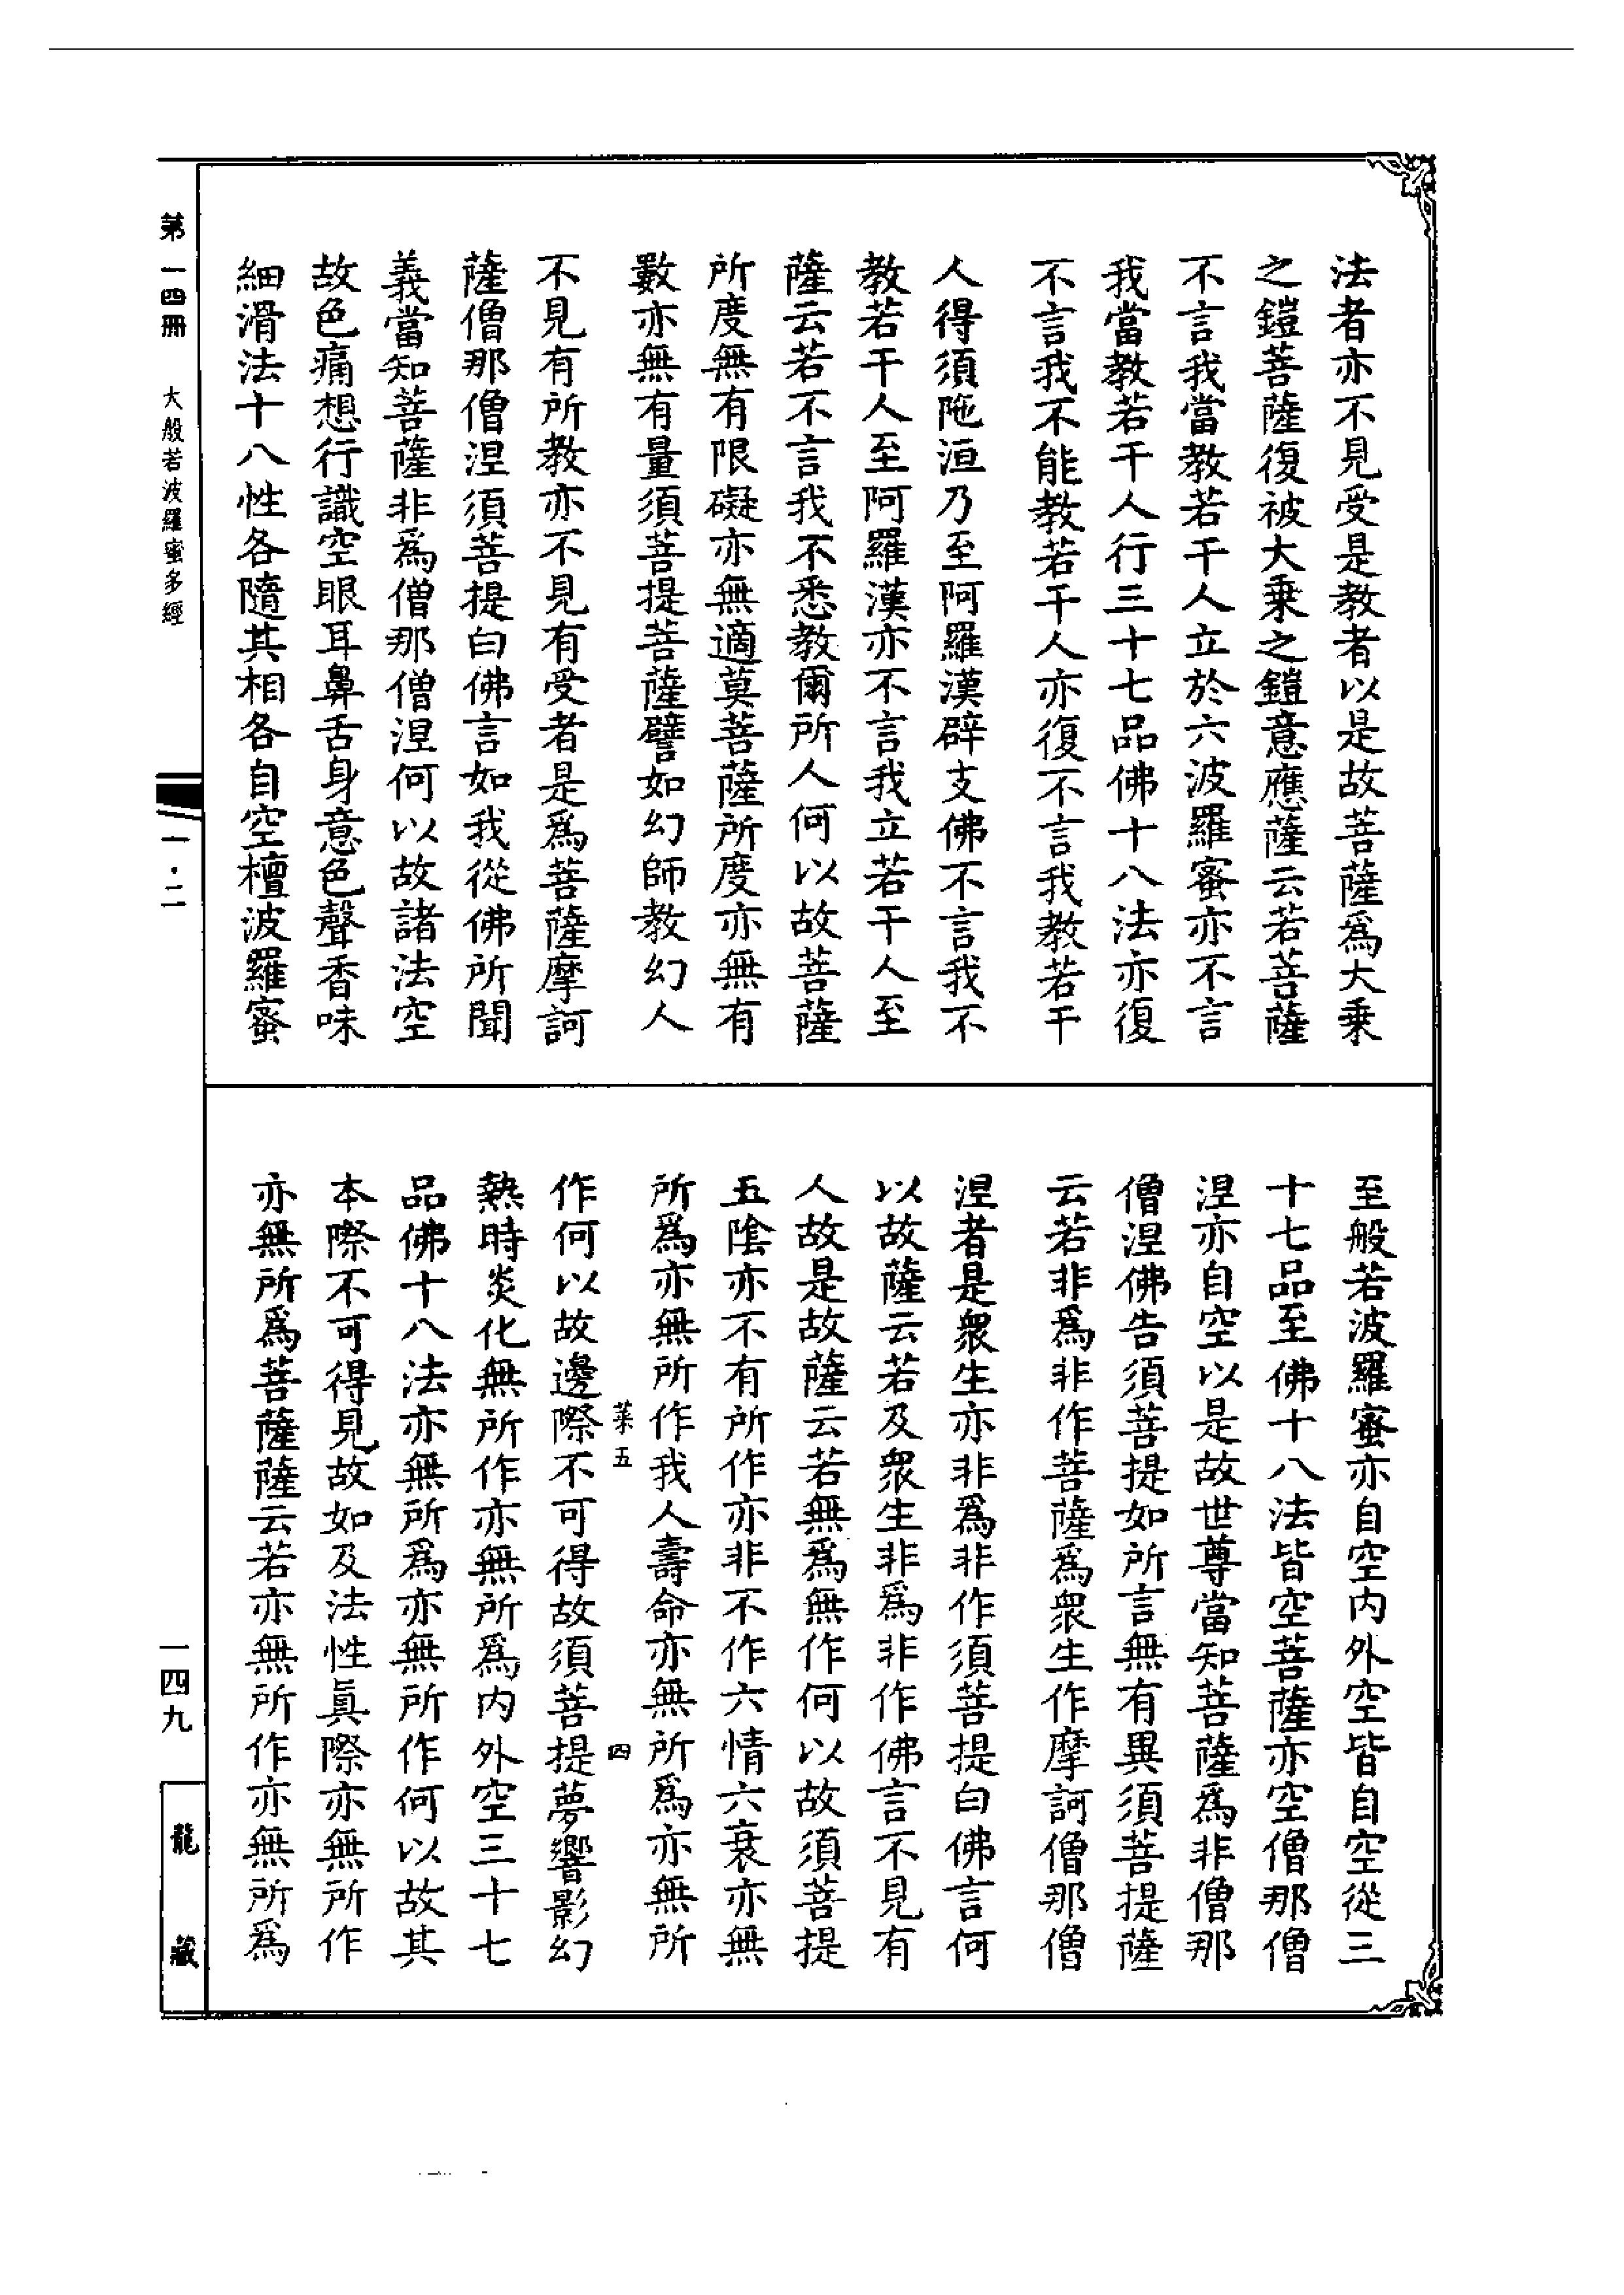 法者亦不見受是教者以是故菩薩爲大乗
之鎧菩薩復被大乗之鎧意應薩云若菩薩
不言我當教若干人立於六波羅蜜亦不言
我當教若干人行三十七品佛十八法亦復
不言我不能教若干人亦復不言我教若干
人得須陁洹乃至阿羅漢辟支佛不言我不
教若干人至阿羅漢亦不言我立若干人至
薩云若不言我不悉教爾所人何以故菩薩
所度無有限礙亦無適莫菩薩所度亦無有
數亦無有量須菩提菩薩譬如幻師教幻人
不見有所教亦不見有受者是爲菩薩摩訶
薩僧那僧涅須菩提白佛言如我從佛所聞
義當知菩薩非爲僧那僧涅何以故諸法空
故色痛想行識空眼耳鼻舌身意色聲香味
細滑法十八性各隨其相各自空檀波羅蜜
至般若波羅蜜亦自空内外空皆自空從三
十七品至佛十八法皆空菩薩亦空僧那僧
涅亦自空以是故世尊當知菩薩爲非僧那
僧涅佛告須菩提如所言無有異須菩提薩
云若非爲非作菩薩爲衆生作摩訶僧那僧
涅者是衆生亦非爲非作須菩提白佛言何
以故薩云若及衆生非爲非作佛言不見有
人故是故薩云若無爲無作何以故須菩提
五陰亦不有所作亦非不作六情六衰亦無
所爲亦無所作我人壽命亦無所爲亦無所
菜五 四
作何以故邊際不可得故須菩提夢響影幻
熱時炎化無所作亦無所爲内外空三十七
品佛十八法亦無所爲亦無所作何以故其
本際不可得見故如及法性眞際亦無所作
亦無所爲菩薩薩云若亦無所作亦無所爲
第一四冊 大般若波羅蜜多經
一·二
一四九
龍藏